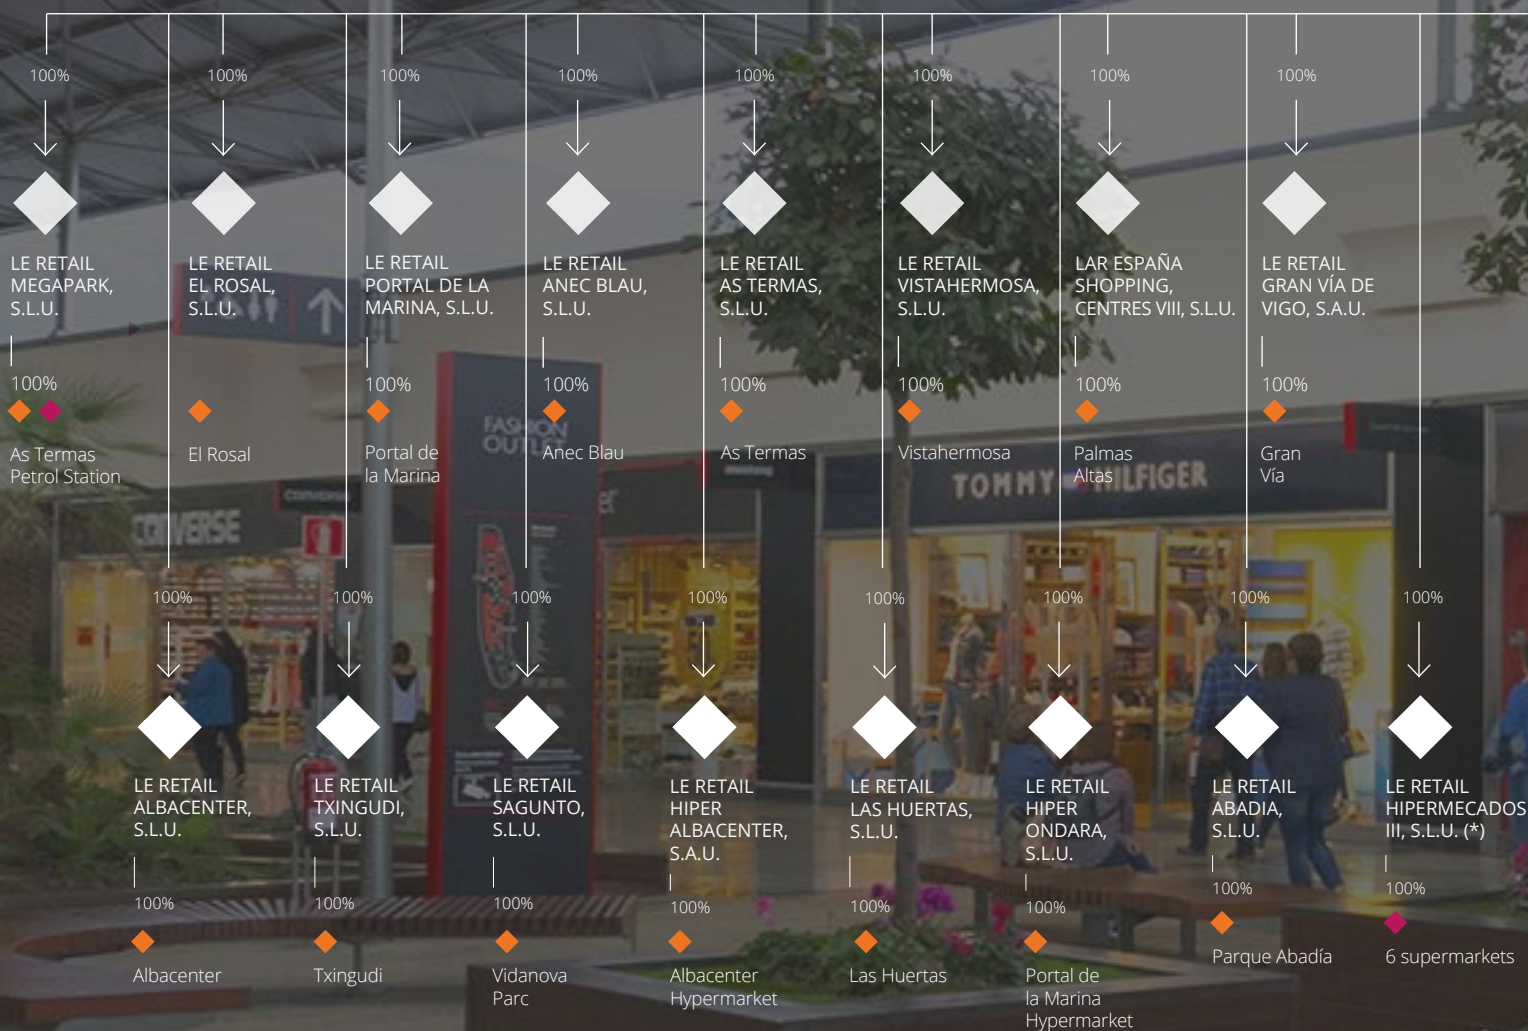 100%
100%
100%
100%
100%
100%
100%
100%
LE RETAIL
MEGAPARK,
S.L.U.
LE RETAIL
EL ROSAL,
S.L.U.
LE RETAIL
PORTAL DE LA
MARINA, S.L.U.
LE RETAIL
ANEC BLAU,
S.L.U.
LE RETAIL
AS TERMAS,
S.L.U.
LE RETAIL
VISTAHERMOSA,
S.L.U.
LAR ESPAÑA
SHOPPING,
CENTRES VIII, S.L.U.
LE RETAIL
GRAN VÍA DE
VIGO, S.A.U.
100%
As Termas
Petrol Station
El Rosal
100%
Portal de
la Marina
100%
Anec Blau
100%
As Termas
100%
Vistahermosa
100%
Palmas
Altas
100%
Gran
Vía
FASHION
OUTLET
CONVERSE
CONVERSE
TOMMY HILFIGER
100%
100%
100%
100%
100%
100%
100%
100%
LE RETAIL
ALBACENTER,
S.L.U.
LE RETAIL
TXINGUDI,
S.L.U.
LE RETAIL
SAGUNTO,
S.L.U.
LE RETAIL
HIPER
ALBACENTER,
S.A.U.
LE RETAIL
LAS HUERTAS,
S.L.U.
LE RETAIL
HIPER
ONDARA,
S.L.U.
LE RETAIL
ABADIA,
S.L.U.
LE RETAIL
HIPERMECADOS
III, S.L.U. (*)
100%
Albacenter
100%
Txingudi
100%
Vidanova
Parc
100%
Albacenter
Hypermarket
100%
Las Huertas
100%
Portal de
la Marina
Hypermarket
100%
Parque Abadía
100%
6 supermarkets